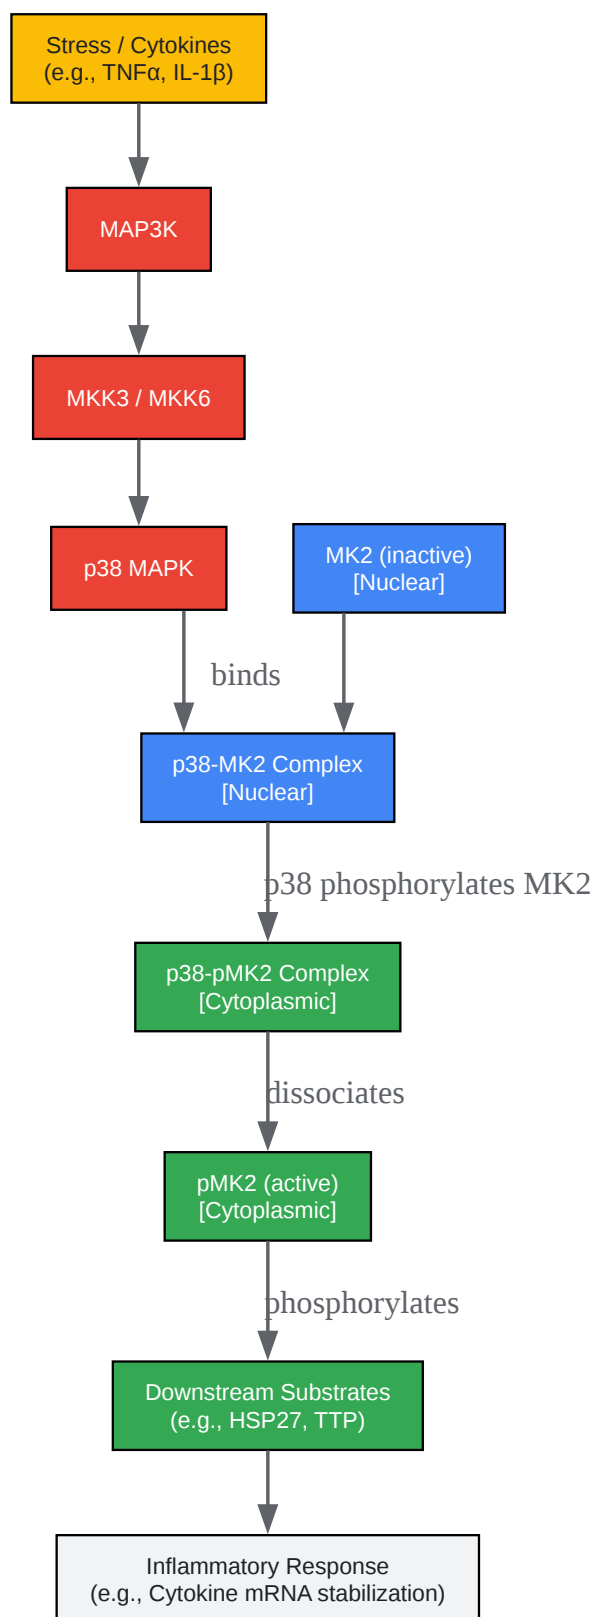 Stress / Cytokines
(e.g., TNFα, IL-1β)
MAP3K
MKK3 / MKK6
p38 MAPK
MK2 (inactive)
[Nuclear]
binds
p38-MK2 Complex
[Nuclear]
p38 phosphorylates MK2
p38-pMK2 Complex
[Cytoplasmic]
dissociates
pMK2 (active)
[Cytoplasmic]
phosphorylates
Downstream Substrates
(e.g., HSP27, TTP)
Inflammatory Response
(e.g., Cytokine mRNA stabilization)